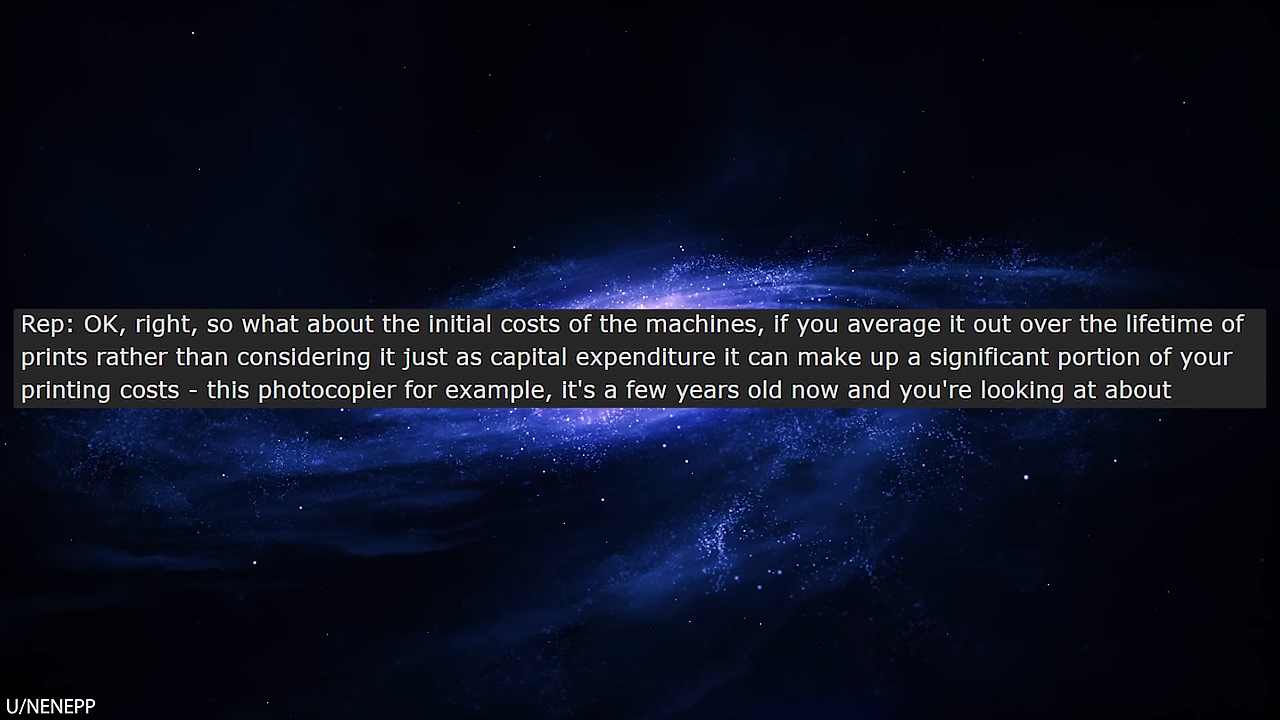 Rep: OK, right, so what about the initial costs of the machines, if you average it out over the lifetime of
prints rather than considering it just as capital expenditure it can make up a significant portion of your
printing costs - this photocopier for example, it's a few years old now and you're looking at about
U/NENEPP